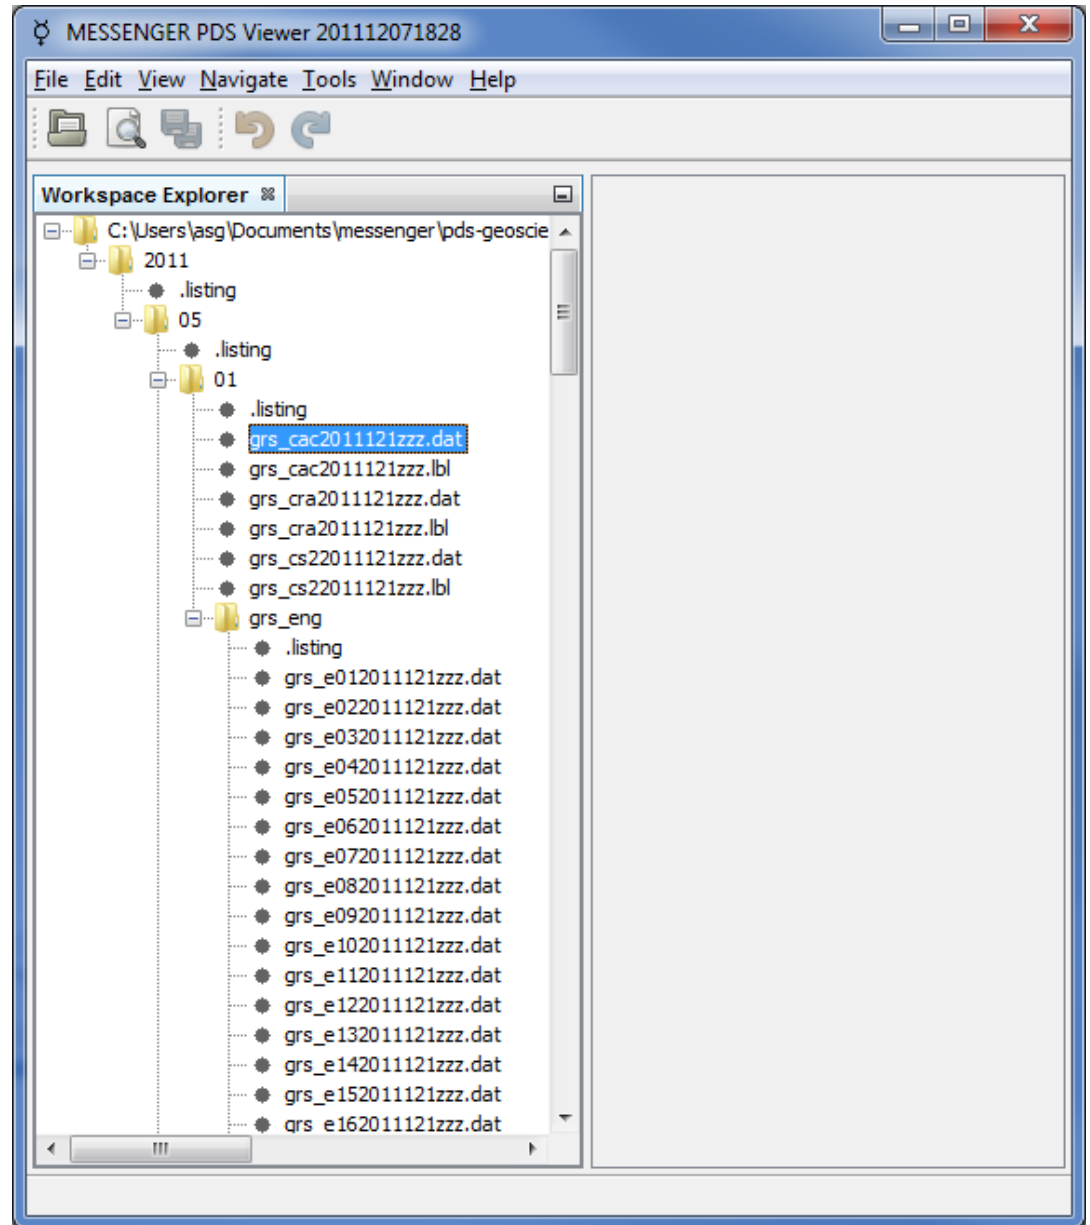 MESSENGER PDS Viewer 201112071828
File Edit View Navigate Tools Window Help
Workspace Explorer
C:\Users\asg\Documents\messenger\pds-geoscie
2011
.listing
05
.listing
01
.listing
grs_cac2011121zzz.dat
grs_cac2011121zzz.lbl
grs_cra2011121zzz.dat
grs_cra2011121zzz.lbl
grs_cs22011121zzz.dat
grs_cs22011121zzz.lbl
grs_eng
.listing
grs_e012011121zzz.dat
grs_e022011121zzz.dat
grs_e032011121zzz.dat
grs_e042011121zzz.dat
grs_e052011121zzz.dat
grs_e062011121zzz.dat
grs_e072011121zzz.dat
grs_e082011121zzz.dat
grs_e092011121zzz.dat
grs_e102011121zzz.dat
grs_e112011121zzz.dat
grs_e122011121zzz.dat
grs_e132011121zzz.dat
grs_e142011121zzz.dat
grs_e152011121zzz.dat
grs_e162011121zzz.dat